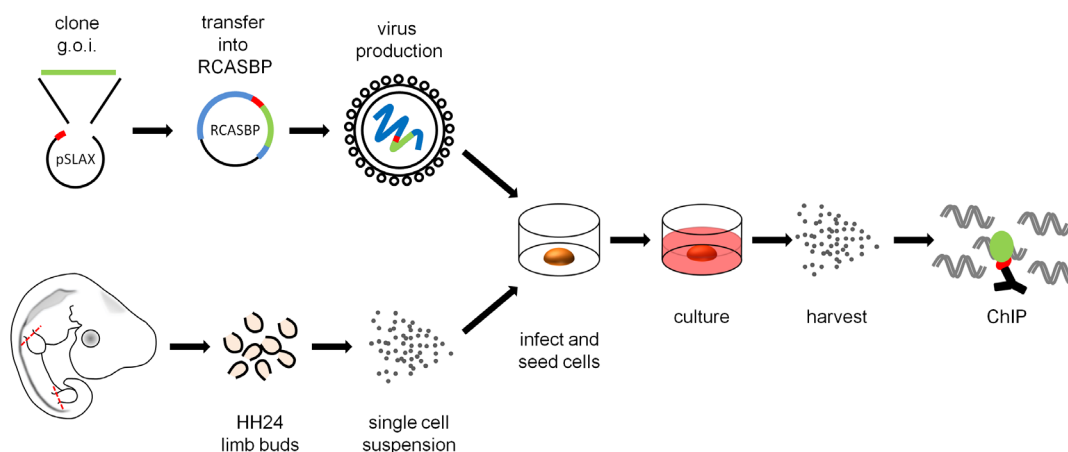 clone
g.o.i.
transfer
into
RCASBP
virus
production
pSLAX
RCASBP
infect and
seed cells
culture
harvest
ChIP
HH24
limb buds
single cell
suspension